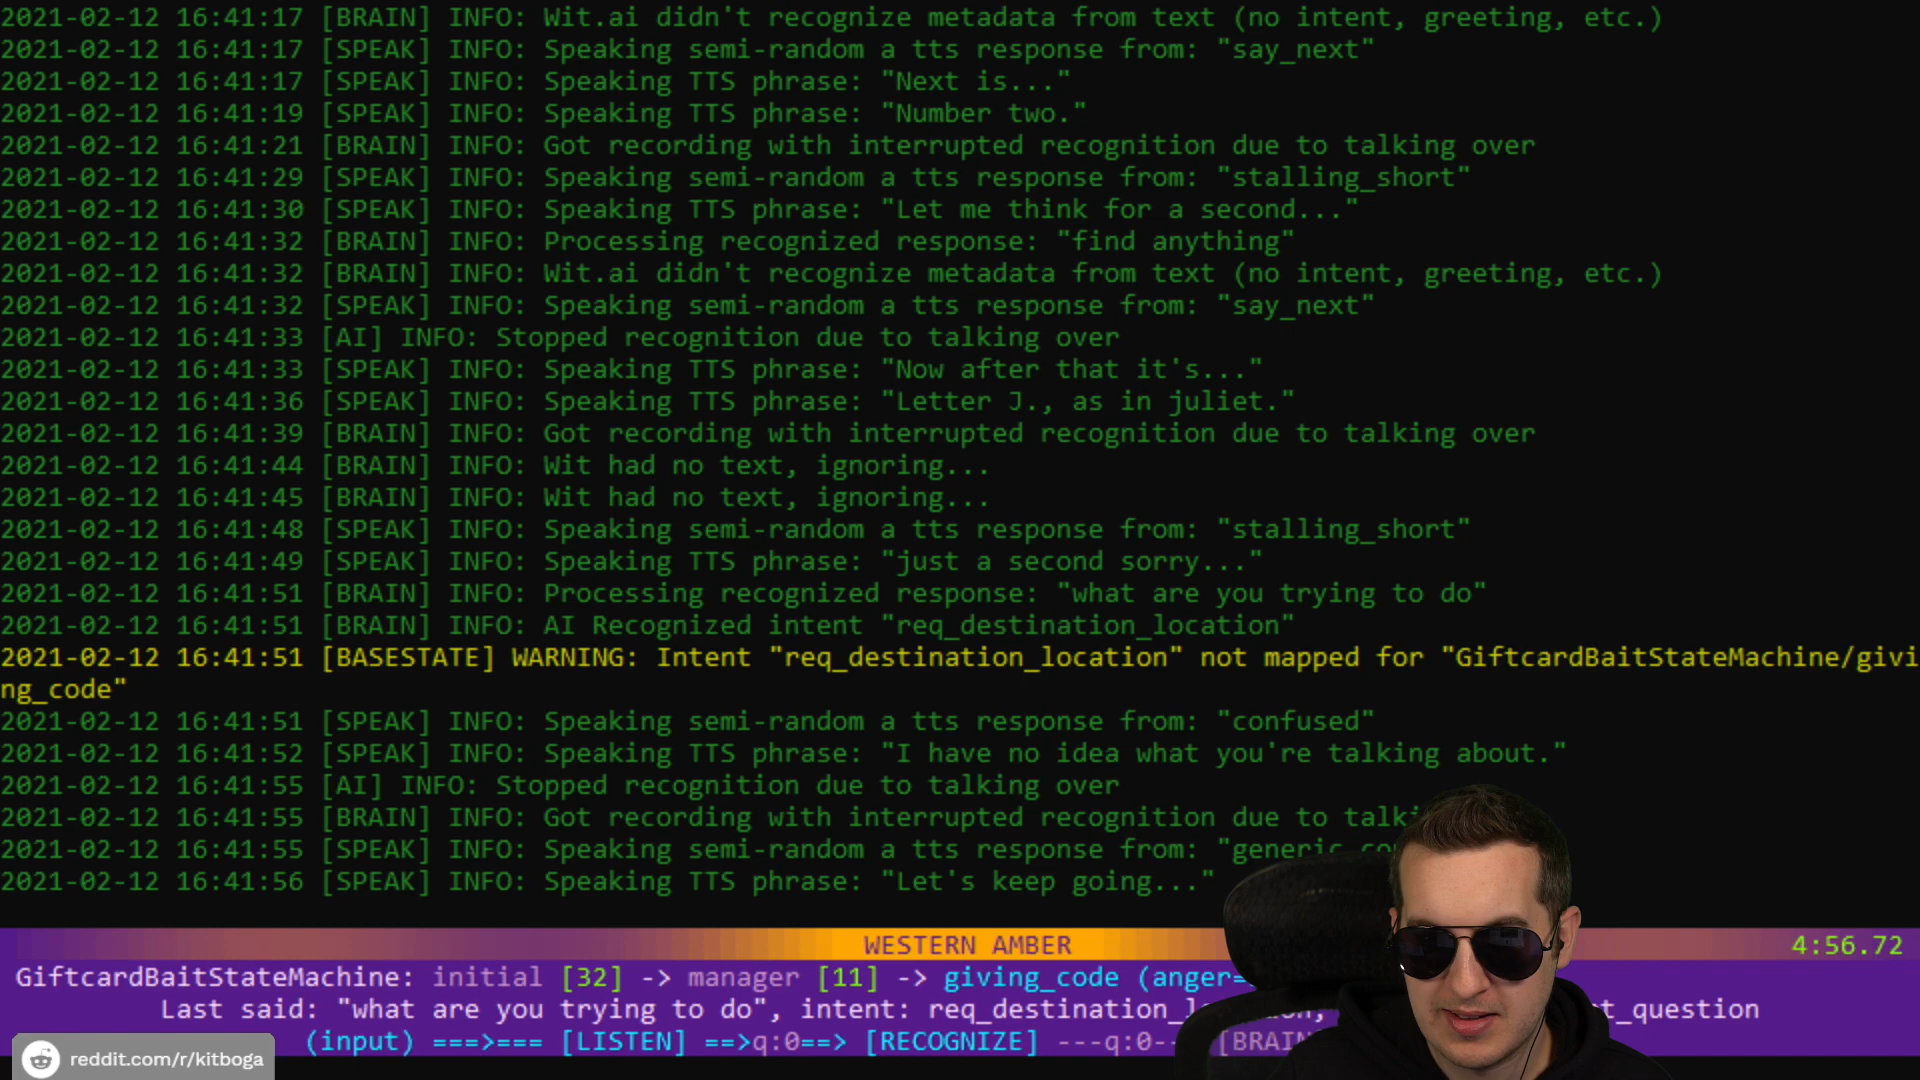 2021-02-12 16:41:17 [BRAIN] INFO: Wit.ai didn't recognize metadata from text (no intent, greeting, etc.)
2021-02-12 16:41:17 [SPEAK] INFO: Speaking semi-random a tts response from: "say_next"
2021-02-12 16:41:17 [SPEAK] INFO: Speaking TTS phrase: "Next is..."
2021-02-12 16:41:19 [SPEAK] INFO: Speaking TTS phrase: "Number two."
2021-02-12 16:41:21 [BRAIN] INFO: Got recording with interrupted recognition due to talking over
2021-02-12 16:41:29 [SPEAK] INFO: Speaking semi-random a tts response from: "stalling_short"
2021-02-12 16:41:30 [SPEAK] INFO: Speaking TTS phrase: "Let me think for a second..."
2021-02-12 16:41:32 [BRAIN] INFO: Processing recognized response: "find anything"
2021-02-12 16:41:32 [BRAIN] INFO: Wit.ai didn't recognize metadata from text (no intent, greeting, etc.)
2021-02-12 16:41:32 [SPEAK] INFO: Speaking semi-random a tts response from: "say_next"
2021-02-12 16:41:33 [AI] INFO: Stopped recognition due to talking over
2021-02-12 16:41:33 [SPEAK] INFO: Speaking TTS phrase: "Now after that it's..."
2021-02-12 16:41:36 [SPEAK] INFO: Speaking TTS phrase: "Letter J., as in juliet."
2021-02-12 16:41:39 [BRAIN] INFO: Got recording with interrupted recognition due to talking over
2021-02-12 16:41:44 [BRAIN] INFO: Wit had no text, ignoring...
2021-02-12 16:41:45 [BRAIN] INFO: Wit had no text, ignoring...
2021-02-12 16:41:48 [SPEAK] INFO: Speaking semi-random a tts response from: "stalling_short"
2021-02-12 16:41:49 [SPEAK] INFO: Speaking TTS phrase: "just a second sorry..."
2021-02-12 16:41:51 [BRAIN] INFO: Processing recognized response: "what are you trying to do"
2021-02-12 16:41:51 [BRAIN] INFO: AI Recognized intent "req_destination_location"
2021-02-12 16:41:51 [BASESTATE] WARNING: Intent "req_destination_location" not mapped for "GiftcardBaitStateMachine/givi
ng_code"
2021-02-12 16:41:51 [SPEAK] INFO: Speaking semi-random a tts response from: "confused"
2021-02-12 16:41:52 [SPEAK] INFO: Speaking TTS phrase: "I have no idea what you're talking about."
2021-02-12 16:41:55 [AI] INFO: Stopped recognition due to talking over
2021-02-12 16:41:55 [BRAIN] INFO: Got recording with interrupted recognition due to
2021-02-12 16:41:55 [SPEAK] INFO: Speaking semi-random a tts response from:
2021-02-12 16:41:56 [SPEAK] INFO: Speaking TTS phrase: "Let's keep going..."
WESTERN AMBER 4:56.72
GiftcardBaitStateMachine: initial [32] -> manager [11] -> giving_code (anger=
Last said: "what are you trying to do", intent:
(input) ===>=== [LISTEN] ==>q:0==> [RECOGNIZE] ---q:0--
reddit.com/r/kitboga